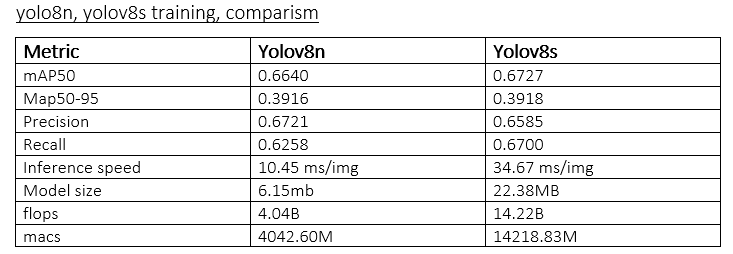 yolo8n, yolov8s training, comparism
Metric Yolov8n Yolov8s
mAP50 0.6640 0.6727
Map50-95 0.3916 0.3918
Precision 0.6721 0.6585
Recall 0.6258 0.6700
Inference speed 10.45 ms/img 34.67 ms/img
Model size 6.15mb 22.38MB
flops 4.04B 14.22B
macs 4042.60M 14218.83M